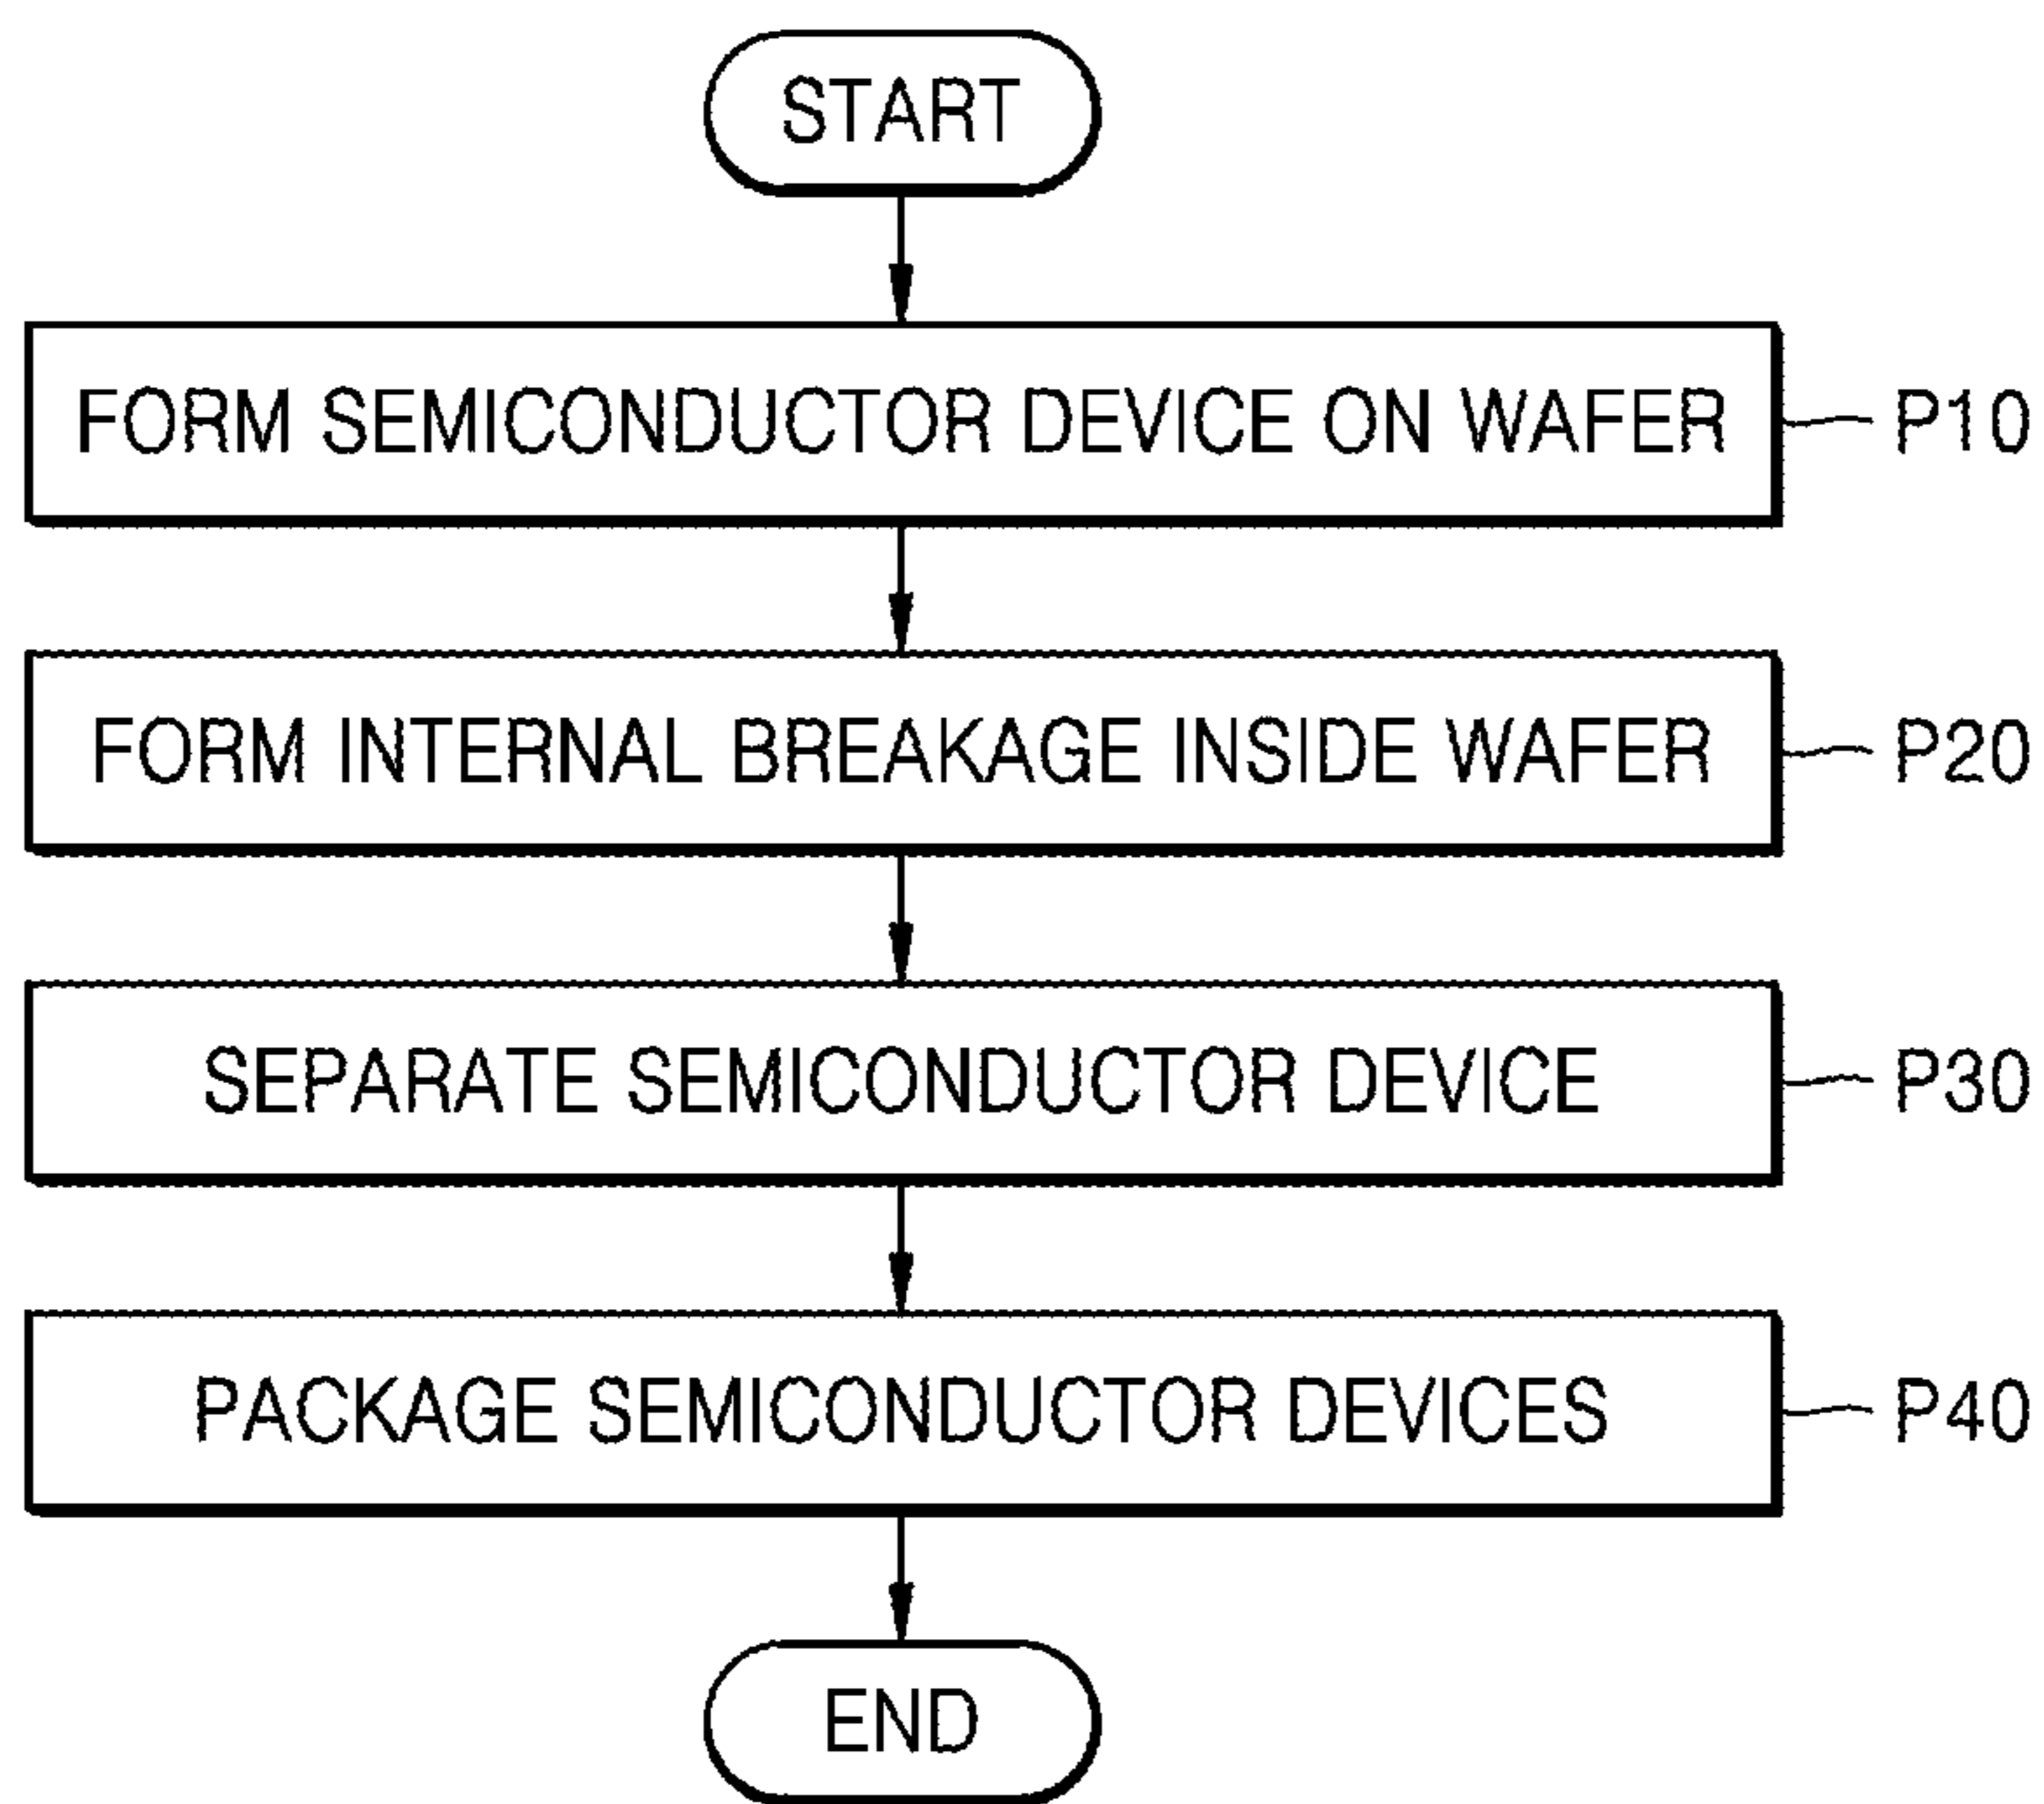 START
FORM SEMICONDUCTOR DEVICE ON WAFER
P10
FORM INTERNAL BREAKAGE INSIDE WAFER
P20
SEPARATE SEMICONDUCTOR DEVICE
P30
PACKAGE SEMICONDUCTOR DEVICES
P40
END